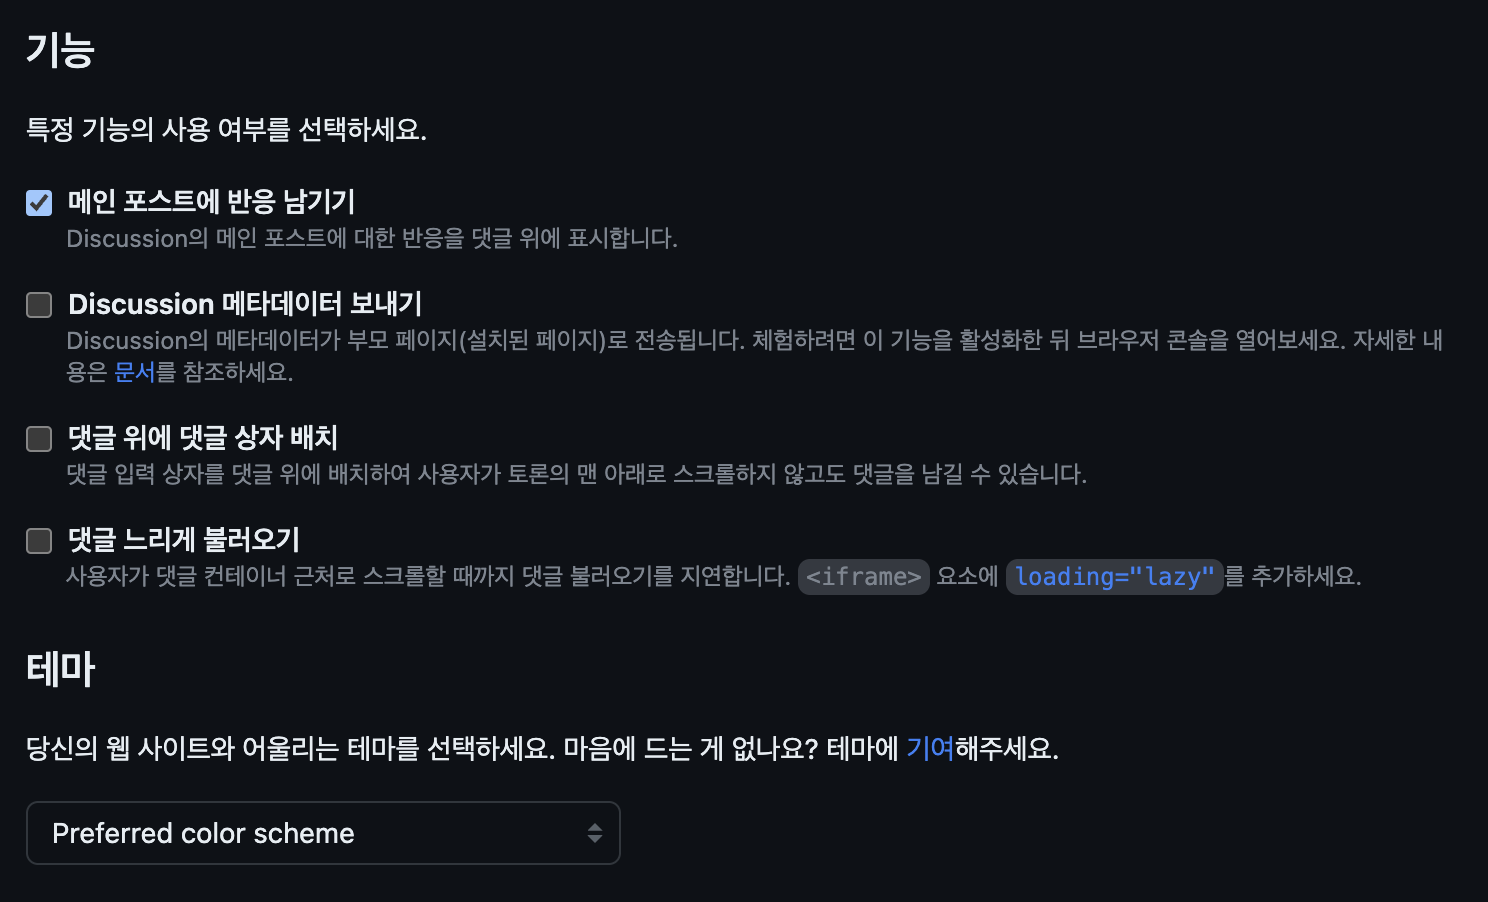 기능
특정 기능의 사용 여부를 선택하세요.
메인 포스트에 반응 남기기
Discussion의 메인 포스트에 대한 반응을 댓글 위에 표시합니다.
Discussion 메타데이터 보내기
Discussion의 메타데이터가 부모 페이지(설치된 페이지)로 전송됩니다. 체험하려면 이 기능을 활성화한 뒤 브라우저 콘솔을 열어보세요. 자세한 내
용은 문서를 참조하세요.
댓글 위에 댓글 상자 배치
댓글 입력 상자를 댓글 위에 배치하여 사용자가 토론의 맨 아래로 스크롤하지 않고도 댓글을 남길 수 있습니다.
댓글 느리게 불러오기
사용자가 댓글 컨테이너 근처로 스크롤할 때까지 댓글 불러오기를 지연합니다. <iframe> 요소에 loading="lazy"를 추가하세요.
테마
당신의 웹 사이트와 어울리는 테마를 선택하세요. 마음에 드는 게 없나요? 테마에 기여해주세요.
Preferred color scheme